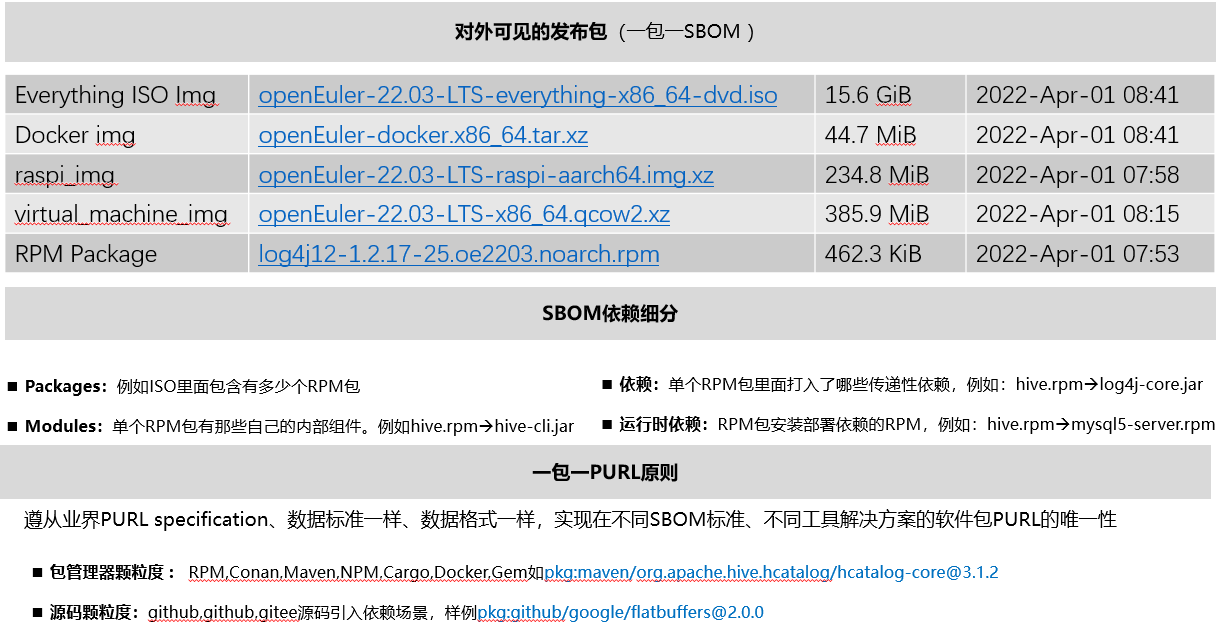 对外可见的发布包（一包一SBOM ）
Everything ISO Img openEuler-22.03-LTS-everything-x86_64-dvd.iso 15.6 GiB 2022-Apr-01 08:41
Docker img openEuler-docker.x86_64.tar.xz 44.7 MiB 2022-Apr-01 08:41
raspi_img openEuler-22.03-LTS-raspi-aarch64.img.xz 234.8 MiB 2022-Apr-01 07:58
virtual_machine_img openEuler-22.03-LTS-x86_64.qcow2.xz 385.9 MiB 2022-Apr-01 08:15
RPM Package log4j12-1.2.17-25.oe2203.noarch.rpm 462.3 KiB 2022-Apr-01 07:53
SBOM依赖细分
■ Packages：例如ISO里面包含有多少个RPM包
■ Modules：单个RPM包有那些自己的内部组件。例如hive.rpm→hive-cli.jar
■ 依赖：单个RPM包里面打入了哪些传递性依赖，例如：hive.rpm→log4j-core.jar
■ 运行时依赖：RPM包安装部署依赖的RPM，例如：hive.rpm→mysql5-server.rpm
一包一PURL原则
遵从业界PURL specification、数据标准一样、数据格式一样，实现在不同SBOM标准、不同工具解决方案的软件包PURL的唯一性
■ 包管理器颗粒度： RPM,Conan,Maven,NPM,Cargo,Docker,Gem如pkg:maven/org.apache.hive.hcatalog/hcatalog-core@3.1.2
■ 源码颗粒度：github,github,gitee源码引入依赖场景，样例pkg:github/google/flatbuffers@2.0.0